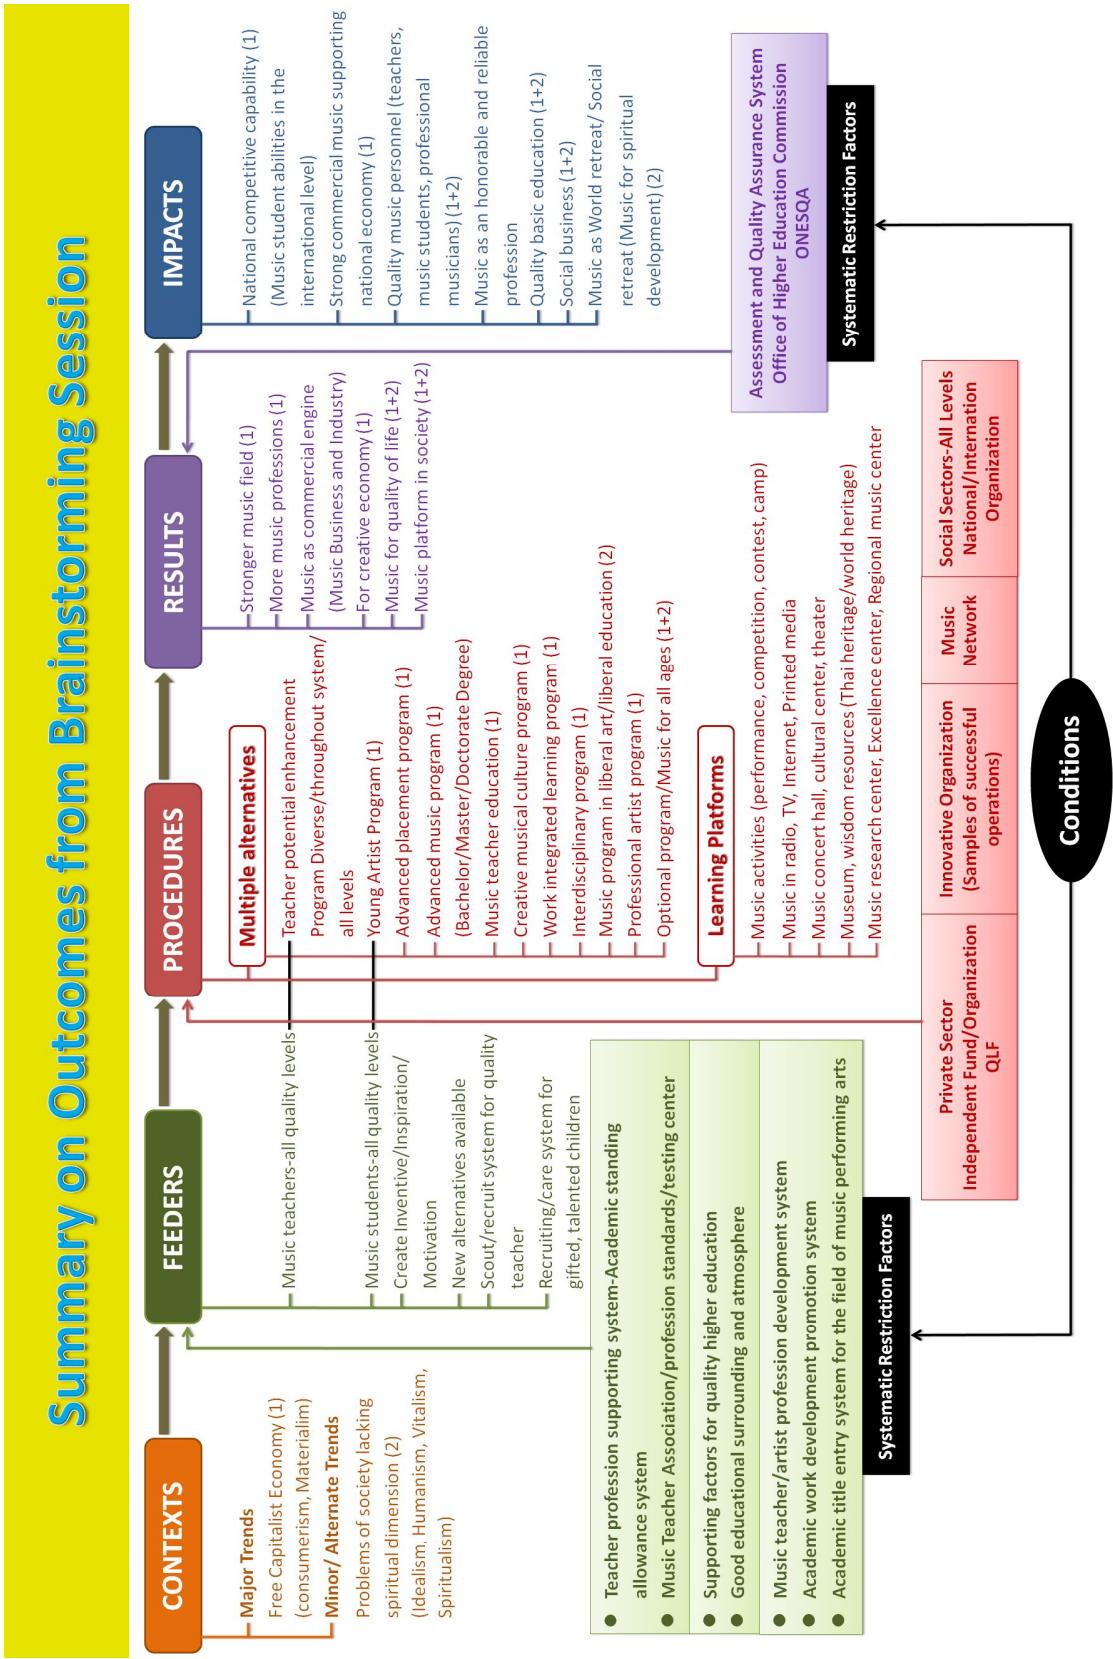 Summary on Outcomes from Brainstorming Session
CONTEXTS
Major Trends
Free Capitalist Economy (1)
(consumerism, Materialim)
Minor/ Alternate Trends
Problems of society lacking
spiritual dimension (2)
(Idealism, Humanism, Vitalism,
Spiritualism)
FEEDERS
Music teachers-all quality levels
Music students-all quality levels
Create Inventive/Inspiration/
Motivation
New alternatives available
Scout/recruit system for quality
teacher
Recruiting/care system for
gifted, talented children
● Teacher profession supporting system-Academic standing
allowance system
● Music Teacher Association/profession standards/testing center
● Supporting factors for quality higher education
● Good educational surrounding and atmosphere
● Music teacher/artist profession development system
● Academic work development promotion system
● Academic title entry system for the field of music performing arts
Systematic Restriction Factors
PROCEDURES
Multiple alternatives
Teacher potential enhancement
Program Diverse/throughout system/
all levels
Young Artist Program (1)
Advanced placement program (1)
Advanced music program (1)
(Bachelor/Master/Doctorate Degree)
Music teacher education (1)
Creative musical culture program (1)
Work integrated learning program (1)
Interdisciplinary program (1)
Music program in liberal art/liberal education (2)
Professional artist program (1)
Optional program/Music for all ages (1+2)
Learning Platforms
Music activities (performance, competition, contest, camp)
Music in radio, TV, Internet, Printed media
Music concert hall, cultural center, theater
Museum, wisdom resources (Thai heritage/world heritage)
Music research center, Excellence center, Regional music center
Private Sector
Independent Fund/Organization
QLF
Innovative Organization
(Samples of successful
operations)
Music
Network
Social Sectors-All Levels
National/Internation
Organization
RESULTS
Stronger music field (1)
More music professions (1)
Music as commercial engine
(Music Business and Industry)
For creative economy (1)
Music for quality of life (1+2)
Music platform in society (1+2)
IMPACTS
National competitive capability (1)
(Music student abilities in the
international level)
Strong commercial music supporting
national economy (1)
Quality music personnel (teachers,
music students, professional
musicians) (1+2)
Music as an honorable and reliable
profession
Quality basic education (1+2)
Social business (1+2)
Music as World retreat/ Social
retreat (Music for spiritual
development) (2)
Assessment and Quality Assurance System
Office of Higher Education Commission
ONESQA
Systematic Restriction Factors
Conditions